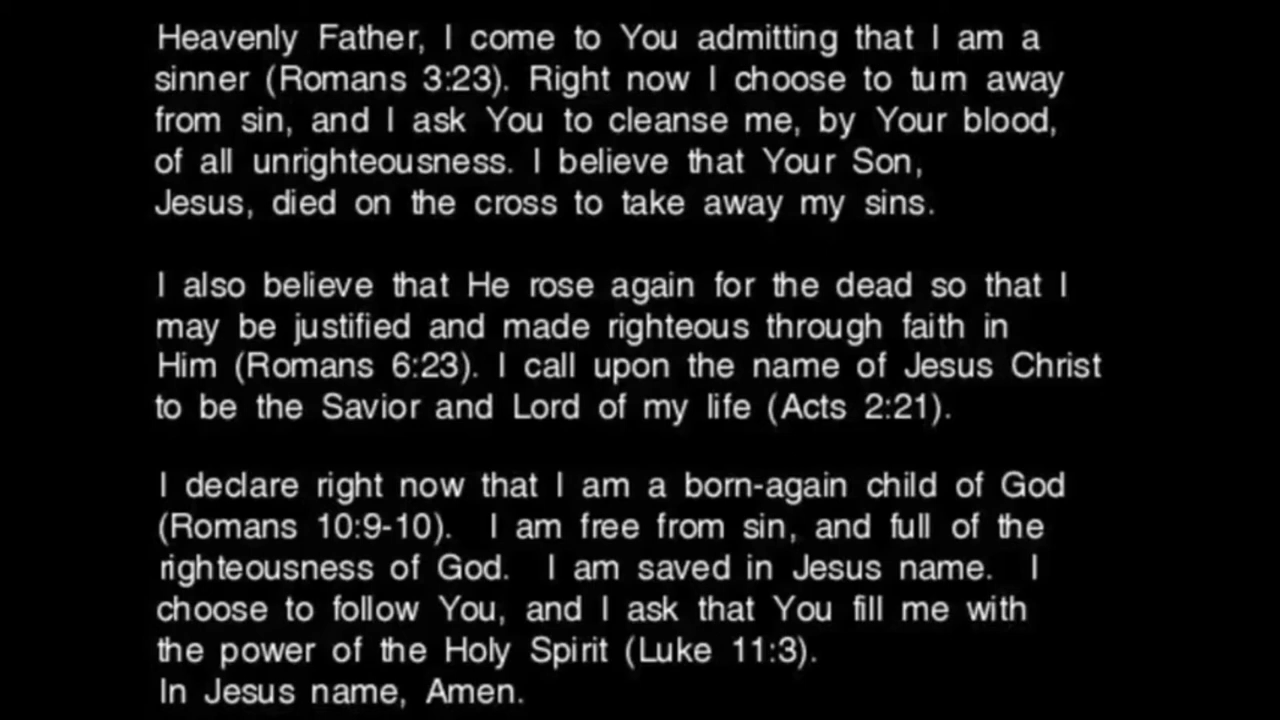 Heavenly Father, I come to You admitting that I am a
sinner (Romans 3:23). Right now I choose to turn away
from sin, and I ask You to cleanse me, by Your blood,
of all unrighteousness. I believe that Your Son,
Jesus, died on the cross to take away my sins.
I also believe that He rose again for the dead so that I
may be justified and made righteous through faith in
Him (Romans 6:23). I call upon the name of Jesus Christ
to be the Savior and Lord of my life (Acts 2:21).
I declare right now that I am a born-again child of God
(Romans 10:9-10). I am free from sin, and full of the
righteousness of God. I am saved in Jesus name. I
choose to follow You, and I ask that You fill me with
the power of the Holy Spirit (Luke 11:3).
In Jesus name, Amen.